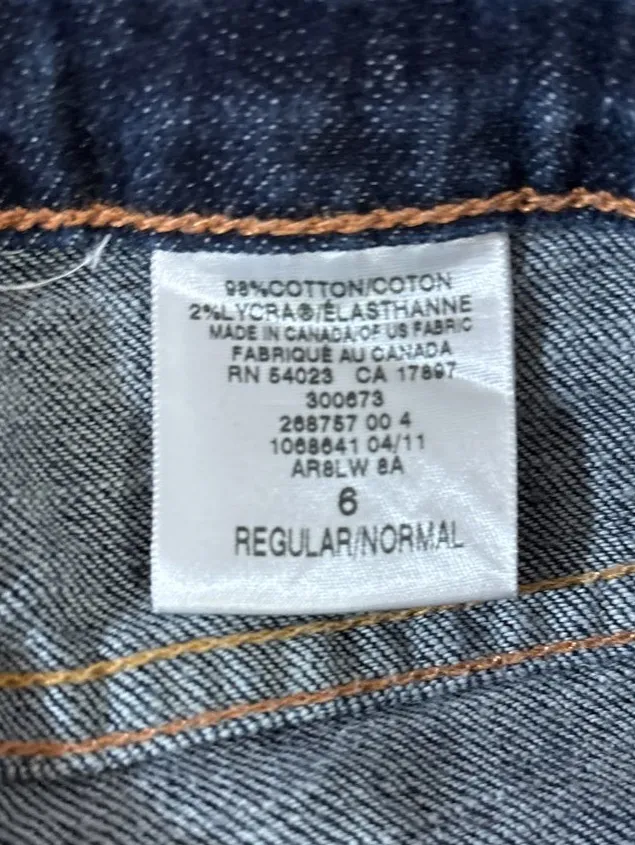 98%COTTON/COTON
2%LYCRA®/ÉLASTHANNE
MADE IN CANADA/OF US FABRIC
FABRIQUÉ AU CANADA
RN 54023 CA 17897
300673
268757 00 4
1068641 04/11
AR8LW 8A
6
REGULAR/NORMAL